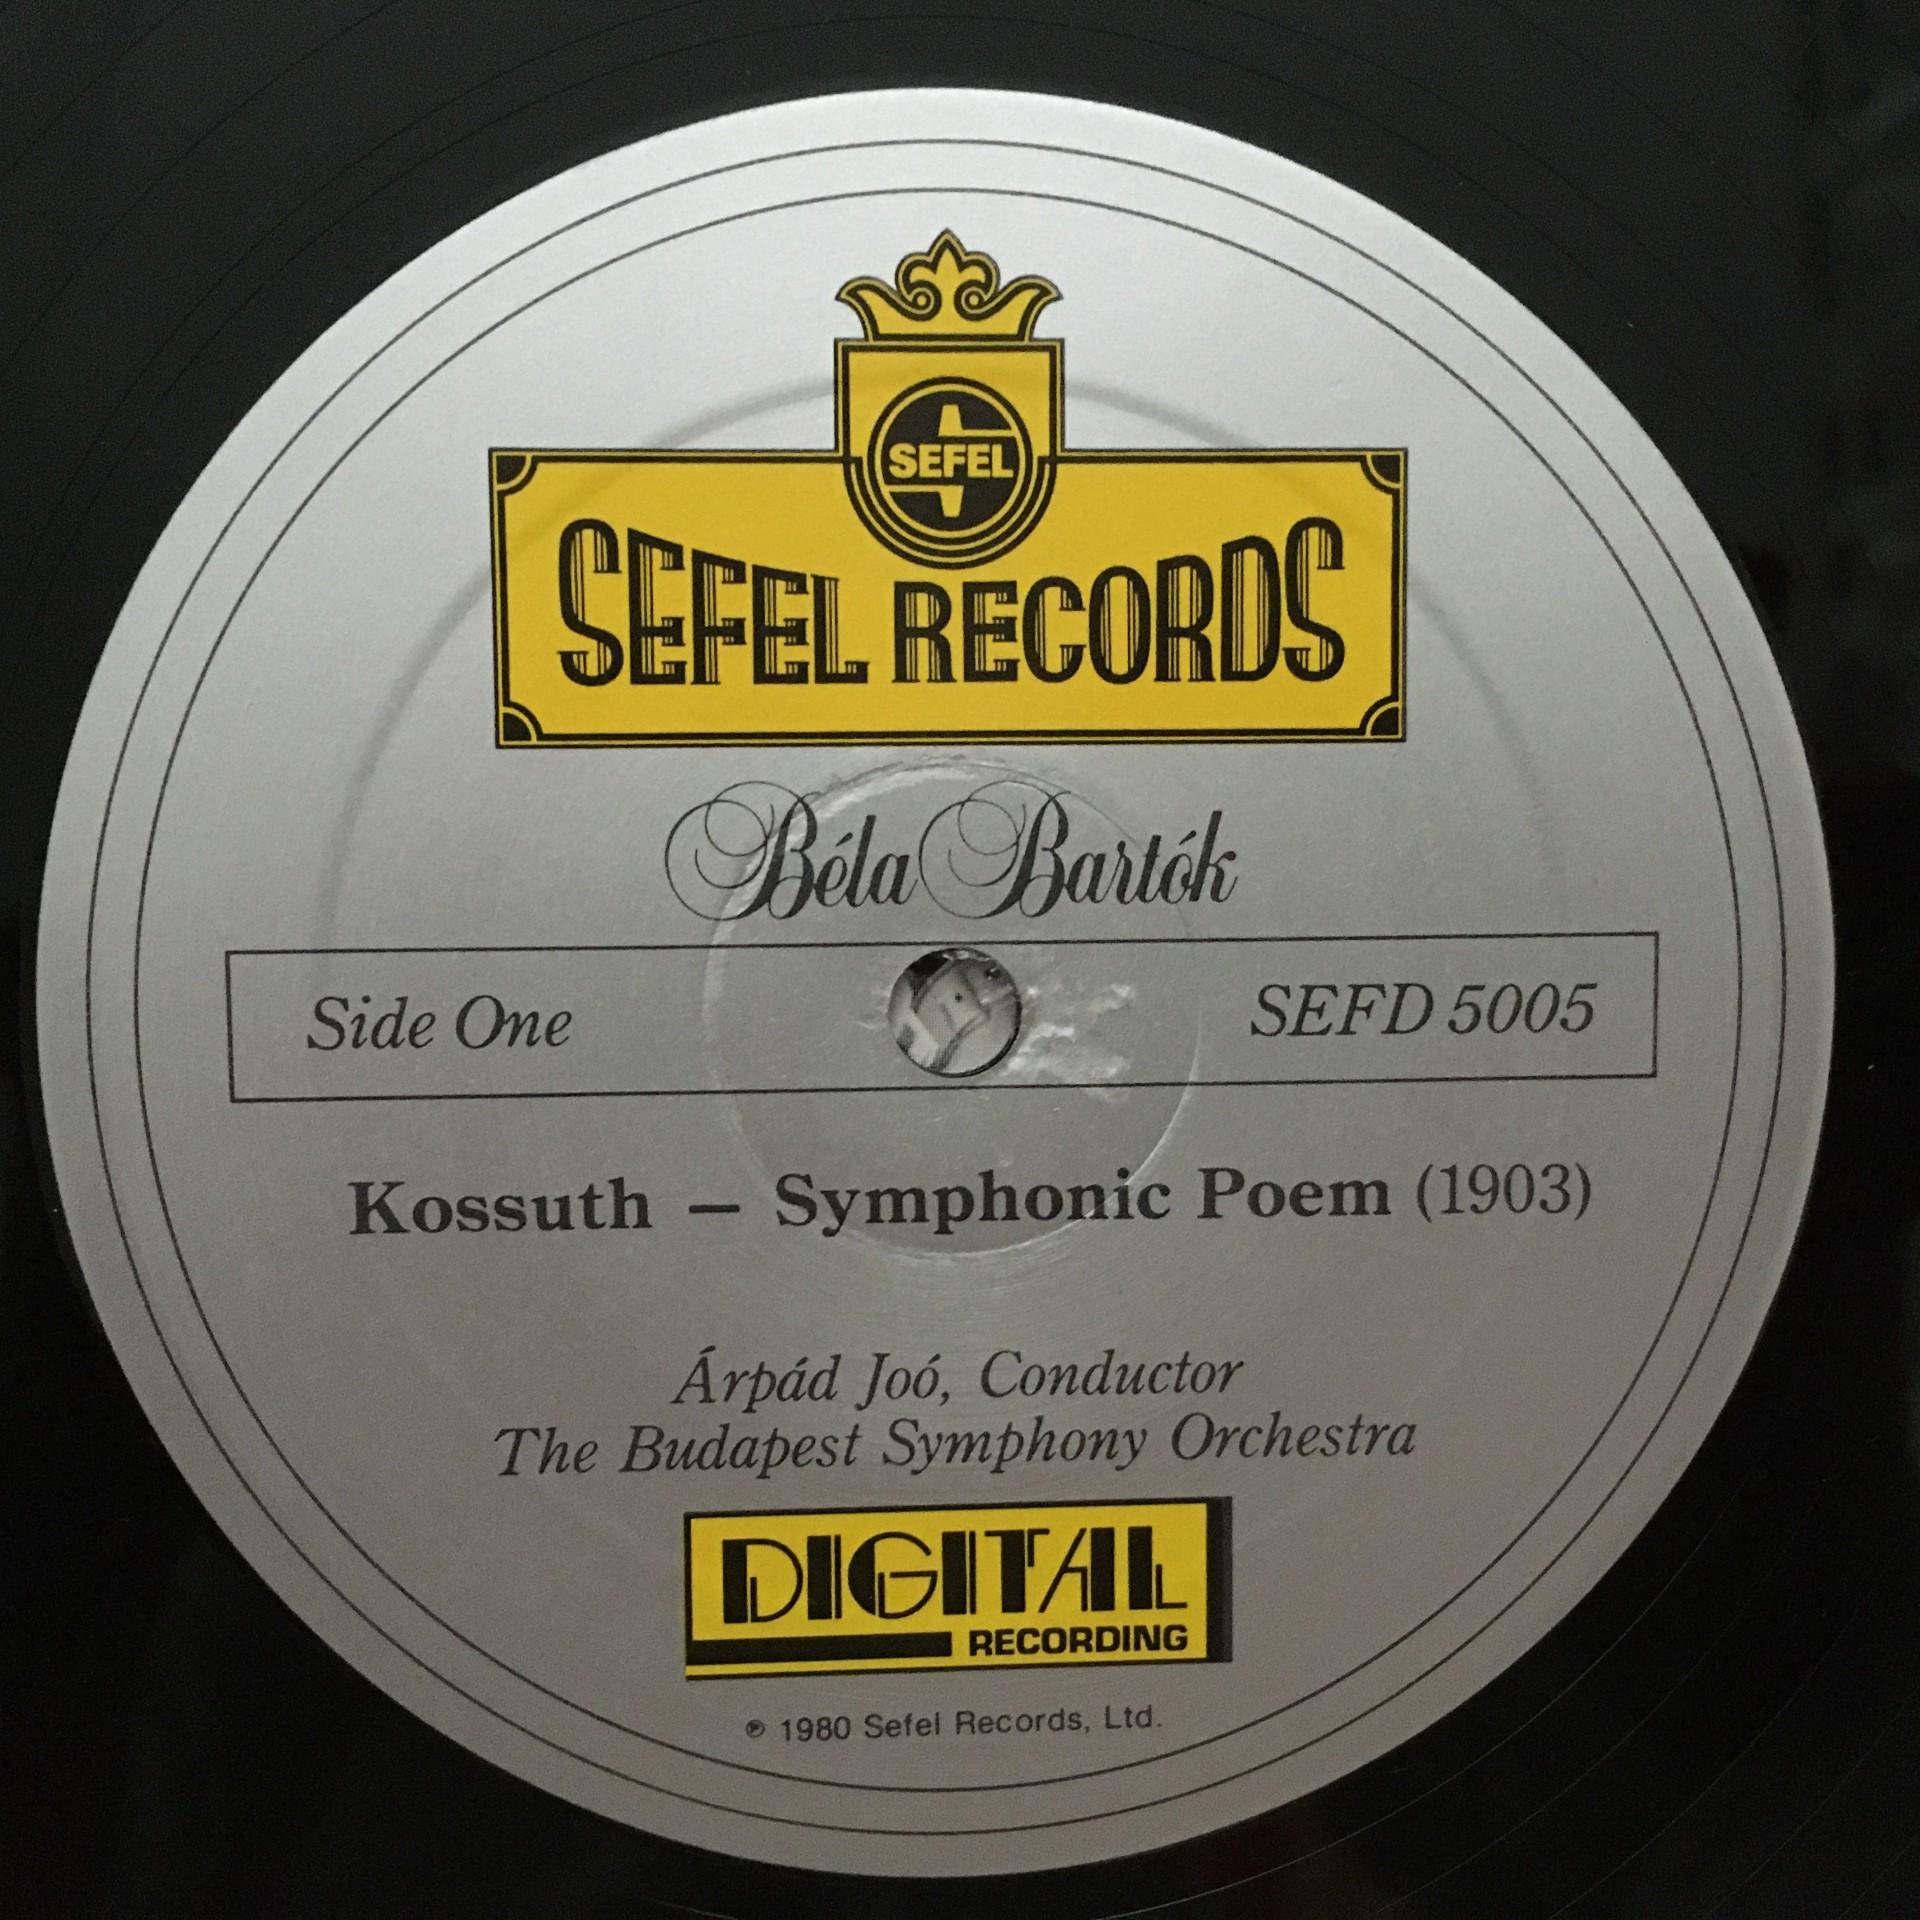 SEFEL
SEFEL RECORDS
Béla Bartók
Side One
SEFD 5005
Kossuth – Symphonic Poem (1903)
Árpád Joó, Conductor
The Budapest Symphony Orchestra
DIGITAL
RECORDING
℗ 1980 Sefel Records, Ltd.